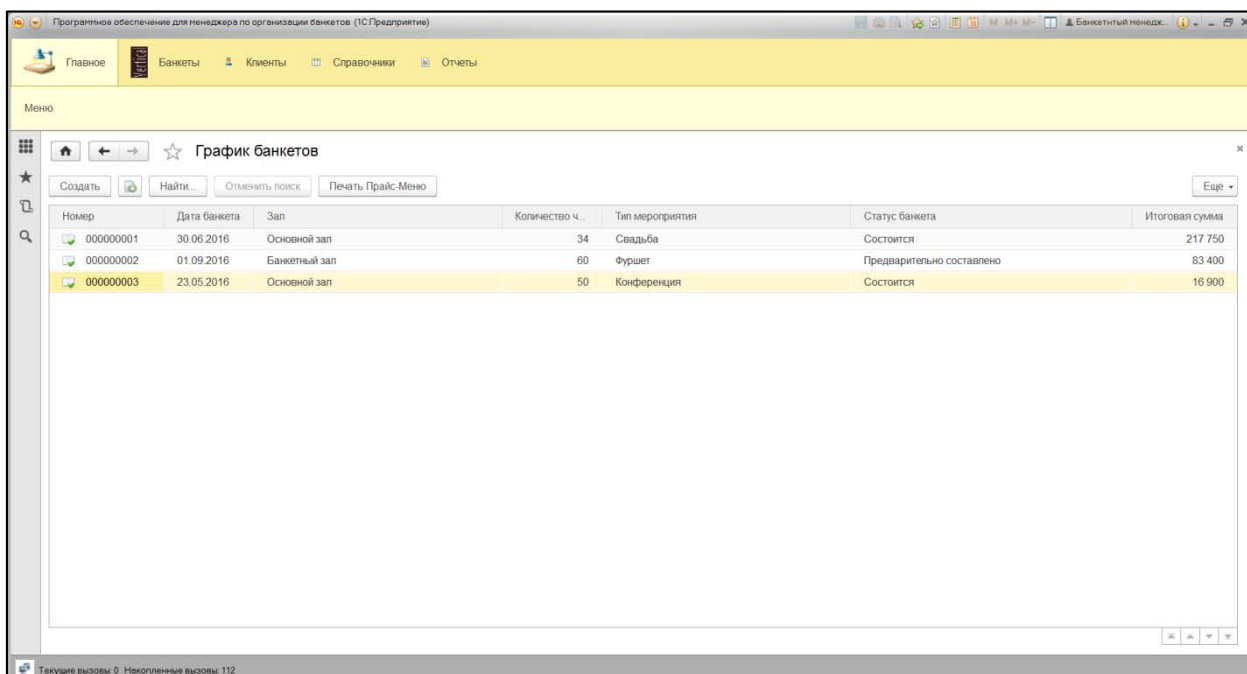 Программное обеспечение для менеджера по организации банкетов (1С:Предприятие) M M+ M- Банкетнтый менедж...
Главное Vertical Банкеты Клиенты Справочники Отчеты
Меню
График банкетов
Создать Найти... Отменить поиск Печать Прайс-Меню Еще
Номер Дата банкета Зал Количество ч... Тип мероприятия Статус банкета Итоговая сумма
000000001 30.06.2016 Основной зал 34 Свадьба Состоится 217 750
000000002 01.09.2016 Банкетный зал 60 Фуршет Предварительно составлено 83 400
000000003 23.05.2016 Основной зал 50 Конференция Состоится 16 900
Текущие вызовы: 0 Накопленные вызовы: 112